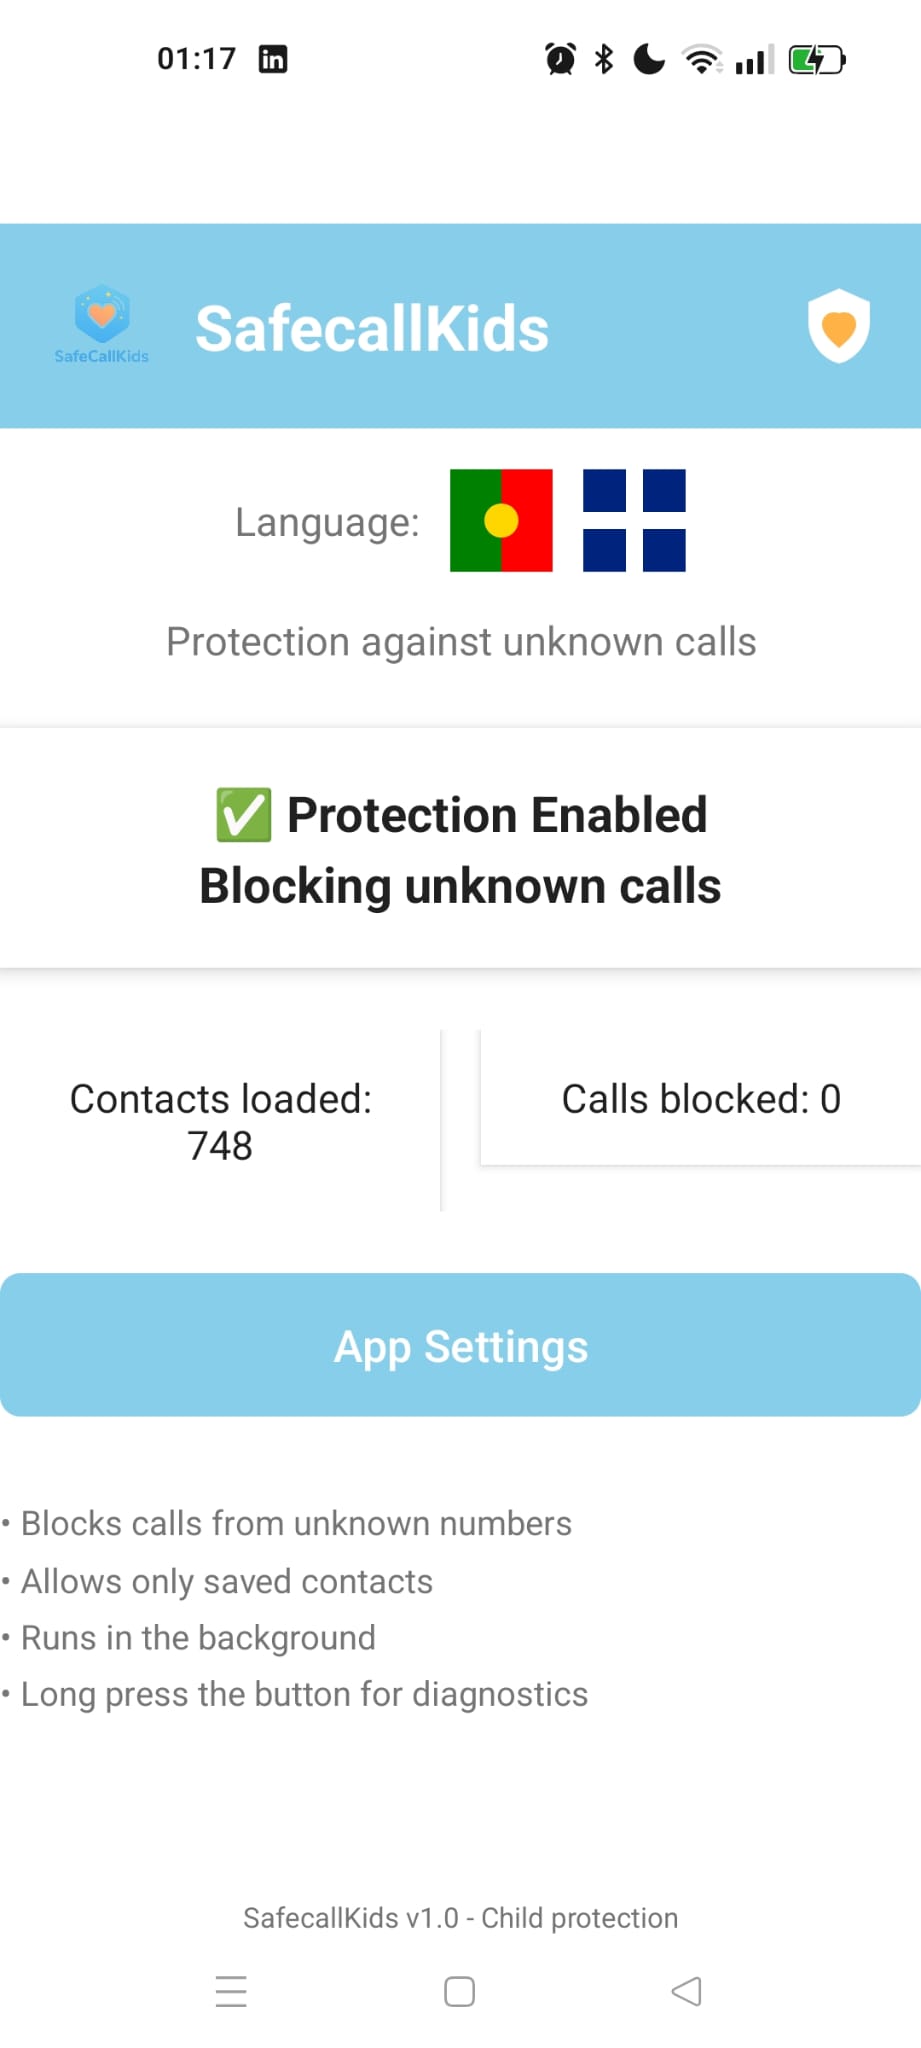 01:17
SafeCallKids
SafecallKids
Language:
Protection against unknown calls
✅ Protection Enabled
Blocking unknown calls
Contacts loaded:
748
Calls blocked: 0
App Settings
• Blocks calls from unknown numbers
• Allows only saved contacts
• Runs in the background
• Long press the button for diagnostics
SafecallKids v1.0 - Child protection